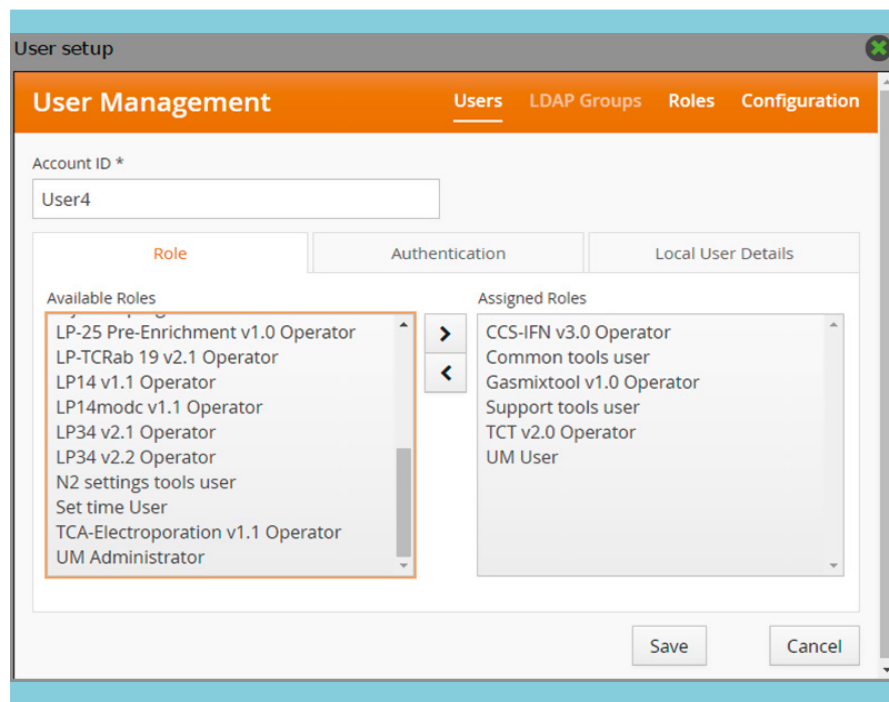 User setup
User Management
Users LDAP Groups Roles Configuration
Account ID *
User4
Role Authentication Local User Details
Available Roles
LP-25 Pre-Enrichment v1.0 Operator
LP-TCRab 19 v2.1 Operator
LP14 v1.1 Operator
LP14modc v1.1 Operator
LP34 v2.1 Operator
LP34 v2.2 Operator
N2 settings tools user
Set time User
TCA-Electroporation v1.1 Operator
UM Administrator
Assigned Roles
CCS-IFN v3.0 Operator
Common tools user
Gasmixtool v1.0 Operator
Support tools user
TCT v2.0 Operator
UM User
Save Cancel